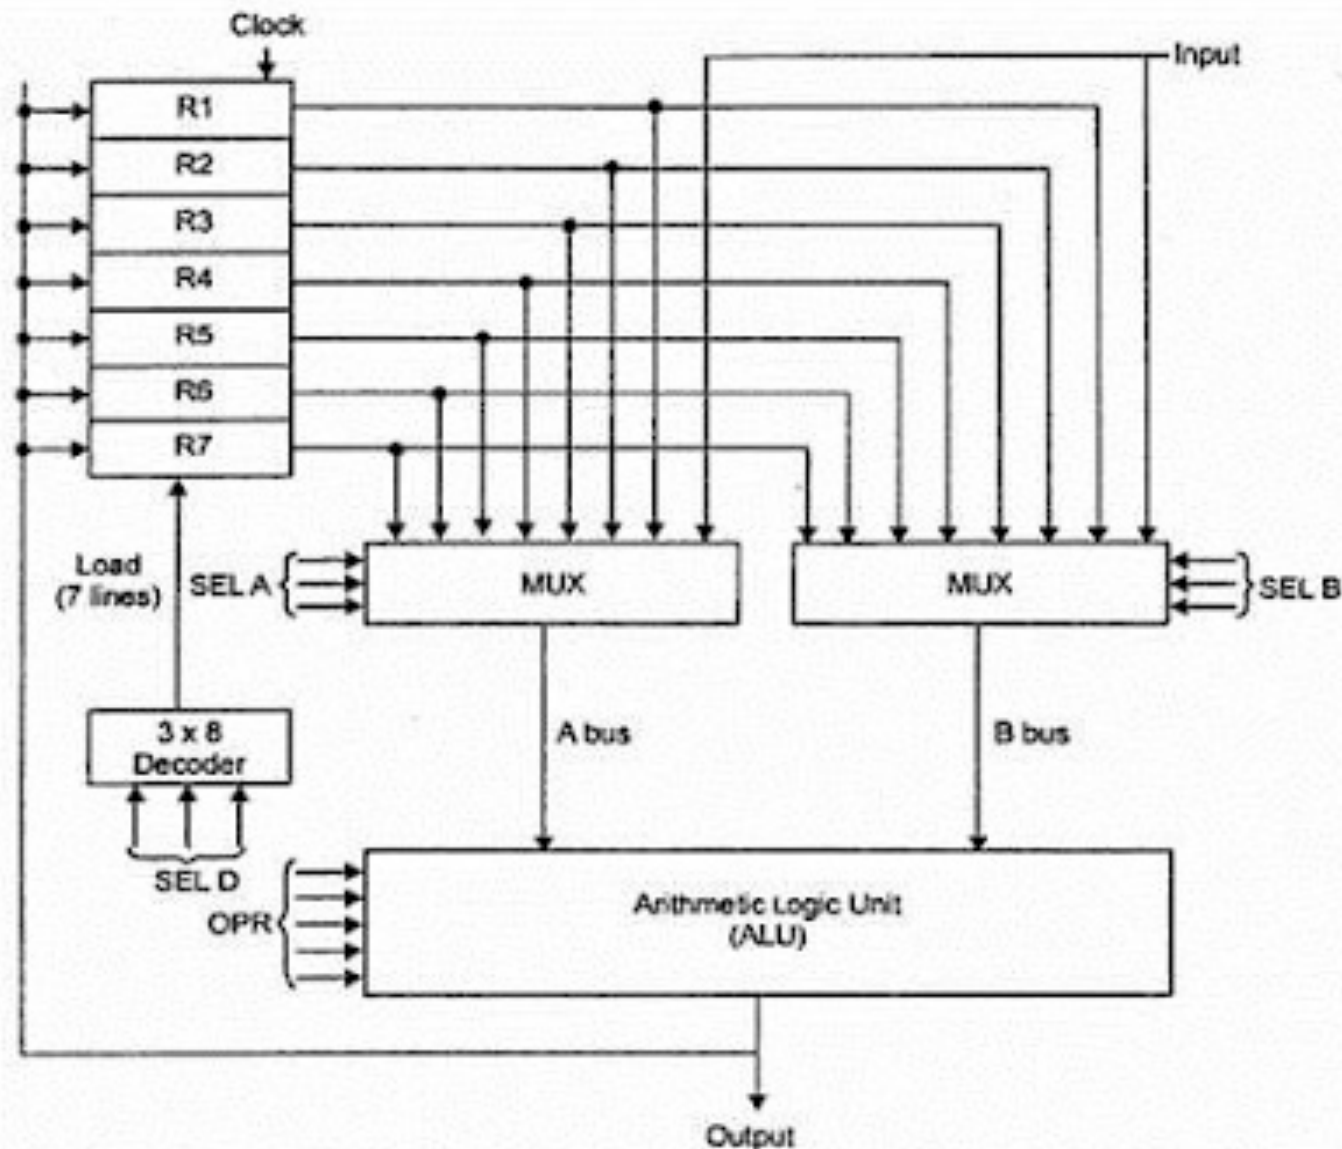 Clock
Input
R1
R2
R3
R4
R5
R6
R7
Load
(7 lines)
SEL A
MUX
MUX
SEL B
3 x 8
Decoder
A bus
B bus
SEL D
OPR
Arithmetic Logic Unit
(ALU)
Output